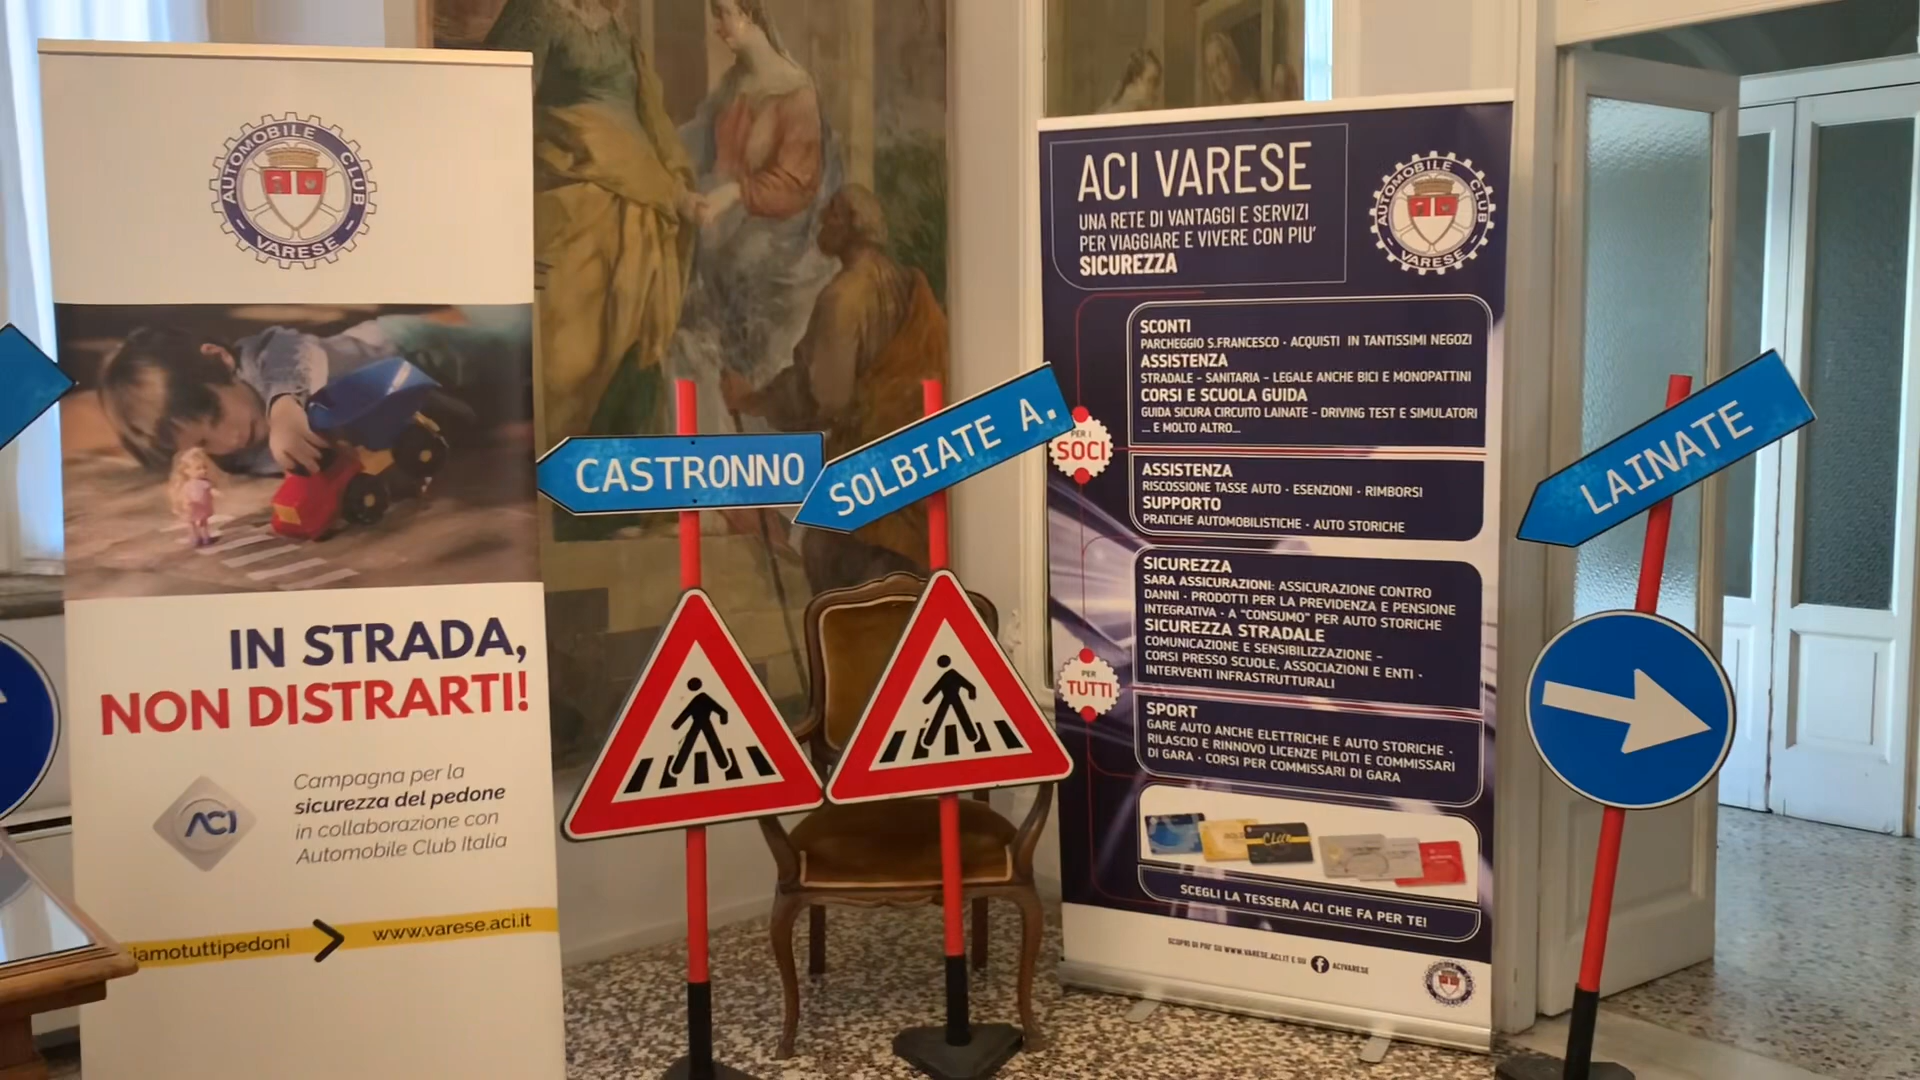 AUTOMOBILE CLUB
VARESE
IN STRADA,
NON DISTRARTI!
ACI
Campagna per la
sicurezza del pedone
in collaborazione con
Automobile Club Italia
iamotuttipedoni
www.varese.aci.it
CASTRONNO
SOLBIATE A.
ACI VARESE
UNA RETE DI VANTAGGI E SERVIZI
PER VIAGGIARE E VIVERE CON PIU'
SICUREZZA
AUTOMOBILE CLUB
VARESE
PER I
SOCI
SCONTI
PARCHEGGIO S.FRANCESCO - ACQUISTI IN TANTISSIMI NEGOZI
ASSISTENZA
STRADALE - SANITARIA - LEGALE ANCHE BICI E MONOPATTINI
CORSI E SCUOLA GUIDA
GUIDA SICURA CIRCUITO LAINATE - DRIVING TEST E SIMULATORI
... E MOLTO ALTRO...
ASSISTENZA
RISCOSSIONE TASSE AUTO - ESENZIONI - RIMBORSI
SUPPORTO
PRATICHE AUTOMOBILISTICHE - AUTO STORICHE
PER
TUTTI
SICUREZZA
SARA ASSICURAZIONI: ASSICURAZIONE CONTRO
DANNI - PRODOTTI PER LA PREVIDENZA E PENSIONE
INTEGRATIVA - A "CONSUMO" PER AUTO STORICHE
SICUREZZA STRADALE
COMUNICAZIONE E SENSIBILIZZAZIONE -
CORSI PRESSO SCUOLE, ASSOCIAZIONI E ENTI -
INTERVENTI INFRASTRUTTURALI
SPORT
GARE AUTO ANCHE ELETTRICHE E AUTO STORICHE -
RILASCIO E RINNOVO LICENZE PILOTI E COMMISSARI
DI GARA - CORSI PER COMMISSARI DI GARA
Club
SCEGLI LA TESSERA ACI CHE FA PER TE!
SCOPRI DI PIU' SU WWW.VARESE.ACI.IT E SU
ACIVARESE
LAINATE